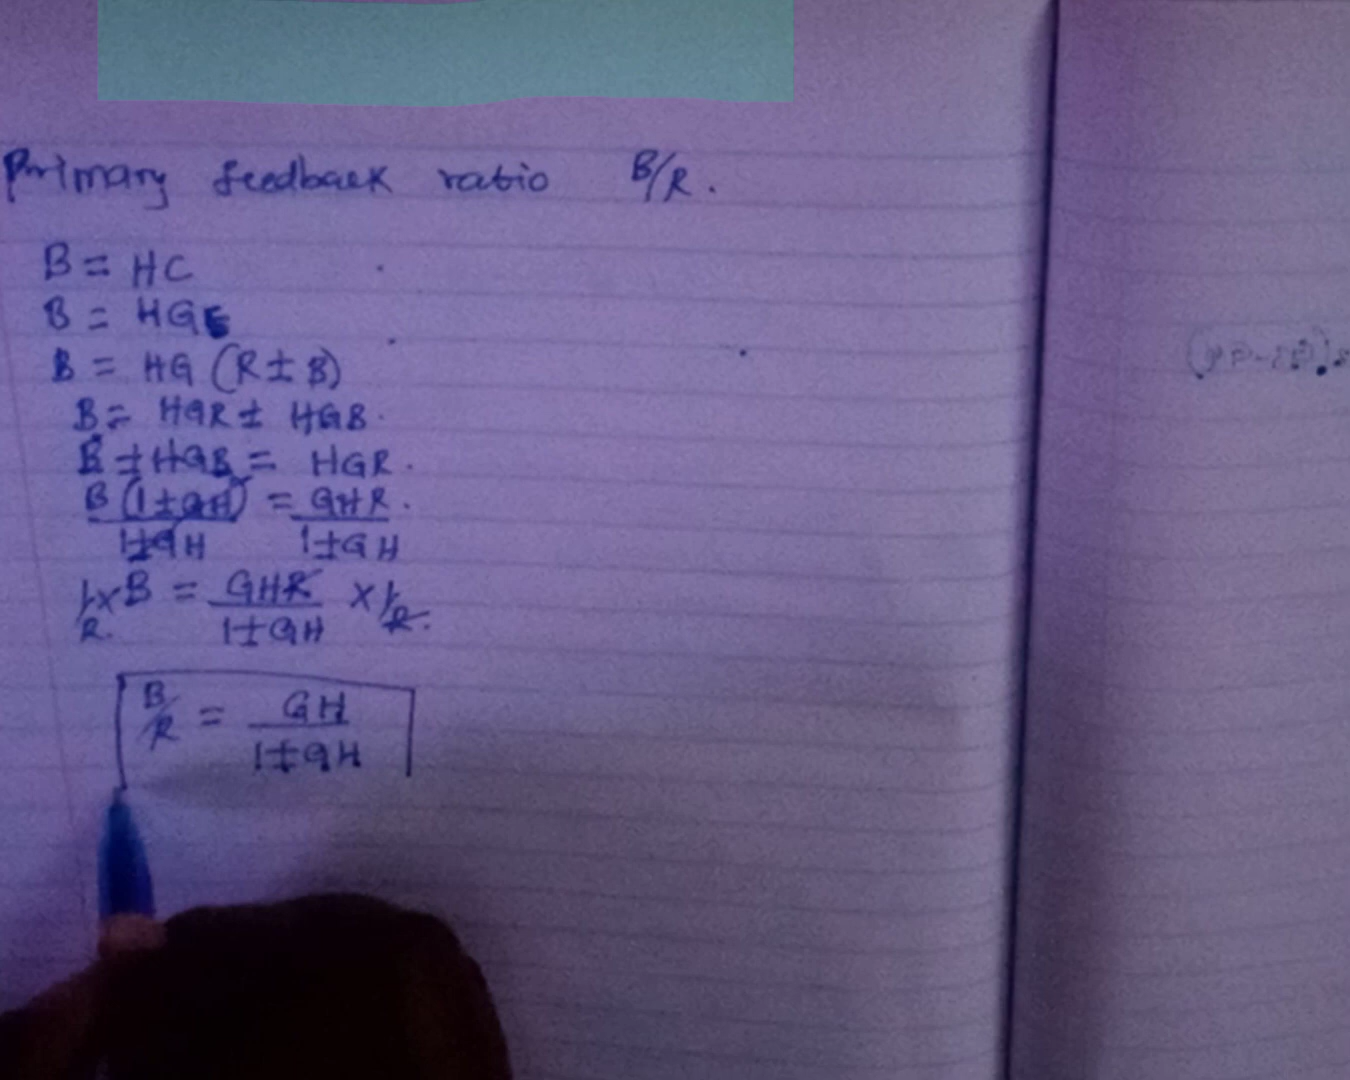 Primary feedback ratio B/R.
B = HC
B = HGE
B = HG (R ± B)
B = HGR ± HGB.
B ± HGB = HGR.
B (1±GH) = GHR.
1±GH 1±GH
1/R. × B = GHR/1±GH × 1/R.
B/R = GH/1±GH